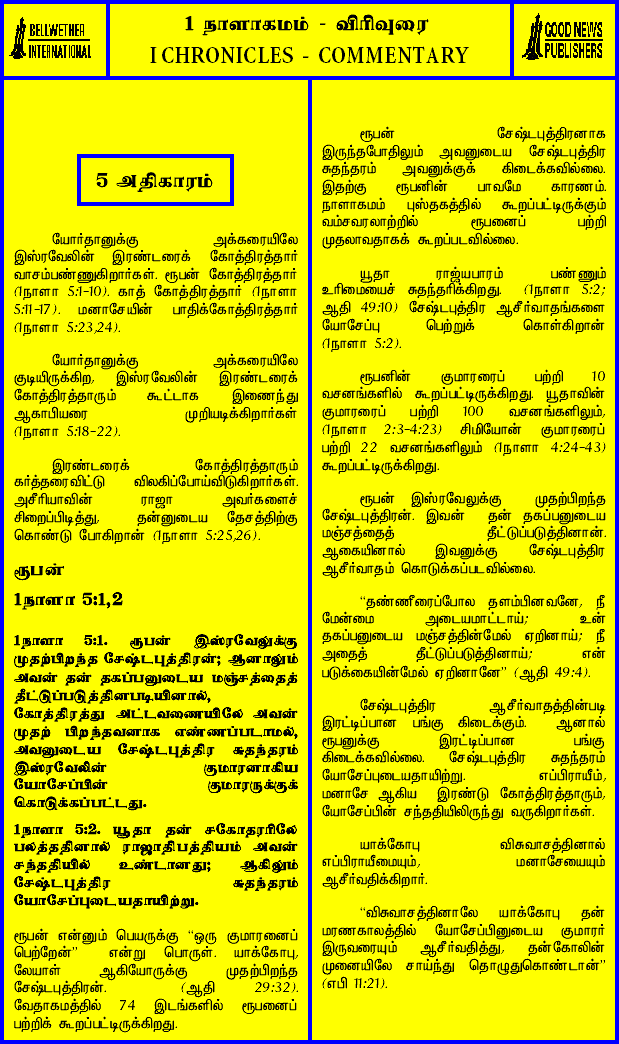 BELLWETHER
INTERNATIONAL
1 நாளாகமம் - விரிவுரை
I CHRONICLES - COMMENTARY
GOOD NEWS
PUBLISHERS
5 அதிகாரம்
யோர்தானுக்கு அக்கரையிலே
இஸ்ரவேலின் இரண்டரைக் கோத்திரத்தார்
வாசம்பண்ணுகிறார்கள். ரூபன் கோத்திரத்தார்
(1நாளா 5:1-10). காத் கோத்திரத்தார் (1நாளா
5:11-17). மனாசேயின் பாதிக்கோத்திரத்தார்
(1நாளா 5:23,24).
யோர்தானுக்கு அக்கரையிலே
குடியிருக்கிற, இஸ்ரவேலின் இரண்டரைக்
கோத்திரத்தாரும் கூட்டாக இணைந்து
ஆகாபியரை முறியடிக்கிறார்கள்
(1நாளா 5:18-22).
இரண்டரைக் கோத்திரத்தாரும்
கர்த்தரைவிட்டு விலகிப்போய்விடுகிறார்கள்.
அசீரியாவின் ராஜா அவர்களைச்
சிறைப்பிடித்து, தன்னுடைய தேசத்திற்கு
கொண்டு போகிறான் (1நாளா 5:25,26).
ரூபன்
1நாளா 5:1,2
1நாளா 5:1. ரூபன் இஸ்ரவேலுக்கு
முதற்பிறந்த சேஷ்டபுத்திரன்; ஆனாலும்
அவன் தன் தகப்பனுடைய மஞ்சத்தைத்
தீட்டுப்படுத்தினபடியினால்,
கோத்திரத்து அட்டவணையிலே அவன்
முதற் பிறந்தவனாக எண்ணப்படாமல்,
அவனுடைய சேஷ்டபுத்திர சுதந்தரம்
இஸ்ரவேலின் குமாரனாகிய
யோசேப்பின் குமாரருக்குக்
கொடுக்கப்பட்டது.
1நாளா 5:2. யூதா தன் சகோதரரிலே
பலத்ததினால் ராஜாதிபத்தியம் அவன்
சந்ததியில் உண்டானது; ஆகிலும்
சேஷ்டபுத்திர சுதந்தரம்
யோசேப்புடையதாயிற்று.
ரூபன் என்னும் பெயருக்கு “ஒரு குமாரனைப்
பெற்றேன்” என்று பொருள். யாக்கோபு,
லேயாள் ஆகியோருக்கு முதற்பிறந்த
சேஷ்டபுத்திரன். (ஆதி 29:32).
வேதாகமத்தில் 74 இடங்களில் ரூபனைப்
பற்றிக் கூறப்பட்டிருக்கிறது.
ரூபன் சேஷ்டபுத்திரனாக
இருந்தபோதிலும் அவனுடைய சேஷ்டபுத்திர
சுதந்தரம் அவனுக்குக் கிடைக்கவில்லை.
இதற்கு ரூபனின் பாவமே காரணம்.
நாளாகமம் புஸ்தகத்தில் கூறப்பட்டிருக்கும்
வம்சவரலாற்றில் ரூபனைப் பற்றி
முதலாவதாகக் கூறப்படவில்லை.
யூதா ராஜ்யபாரம் பண்ணும்
உரிமையைச் சுதந்தரிக்கிறது. (1நாளா 5:2;
ஆதி 49:10) சேஷ்டபுத்திர ஆசீர்வாதங்களை
யோசேப்பு பெற்றுக் கொள்கிறான்
(1நாளா 5:2).
ரூபனின் குமாரரைப் பற்றி 10
வசனங்களில் கூறப்பட்டிருக்கிறது. யூதாவின்
குமாரரைப் பற்றி 100 வசனங்களிலும்,
(1நாளா 2:3-4:23) சிமியோன் குமாரரைப்
பற்றி 22 வசனங்களிலும் (1நாளா 4:24-43)
கூறப்பட்டிருக்கிறது.
ரூபன் இஸ்ரவேலுக்கு முதற்பிறந்த
சேஷ்டபுத்திரன். இவன் தன் தகப்பனுடைய
மஞ்சத்தைத் தீட்டுப்படுத்தினான்.
ஆகையினால் இவனுக்கு சேஷ்டபுத்திர
ஆசீர்வாதம் கொடுக்கப்படவில்லை.
“தண்ணீரைப்போல தளம்பினவனே, நீ
மேன்மை அடையமாட்டாய்; உன்
தகப்பனுடைய மஞ்சத்தின்மேல் ஏறினாய்; நீ
அதைத் தீட்டுப்படுத்தினாய்; என்
படுக்கையின்மேல் ஏறினானே” (ஆதி 49:4).
சேஷ்டபுத்திர ஆசீர்வாதத்தின்படி
இரட்டிப்பான பங்கு கிடைக்கும். ஆனால்
ரூபனுக்கு இரட்டிப்பான பங்கு
கிடைக்கவில்லை. சேஷ்டபுத்திர சுதந்தரம்
யோசேப்புடையதாயிற்று. எப்பிராயீம்,
மனாசே ஆகிய இரண்டு கோத்திரத்தாரும்,
யோசேப்பின் சந்ததியிலிருந்து வருகிறார்கள்.
யாக்கோபு விசுவாசத்தினால்
எப்பிராயீமையும், மனாசேயையும்
ஆசீர்வதிக்கிறார்.
“விசுவாசத்தினாலே யாக்கோபு தன்
மரணகாலத்தில் யோசேப்பினுடைய குமாரர்
இருவரையும் ஆசீர்வதித்து, தன்கோலின்
முனையிலே சாய்ந்து தொழுதுகொண்டான்”
(எபி 11:21).